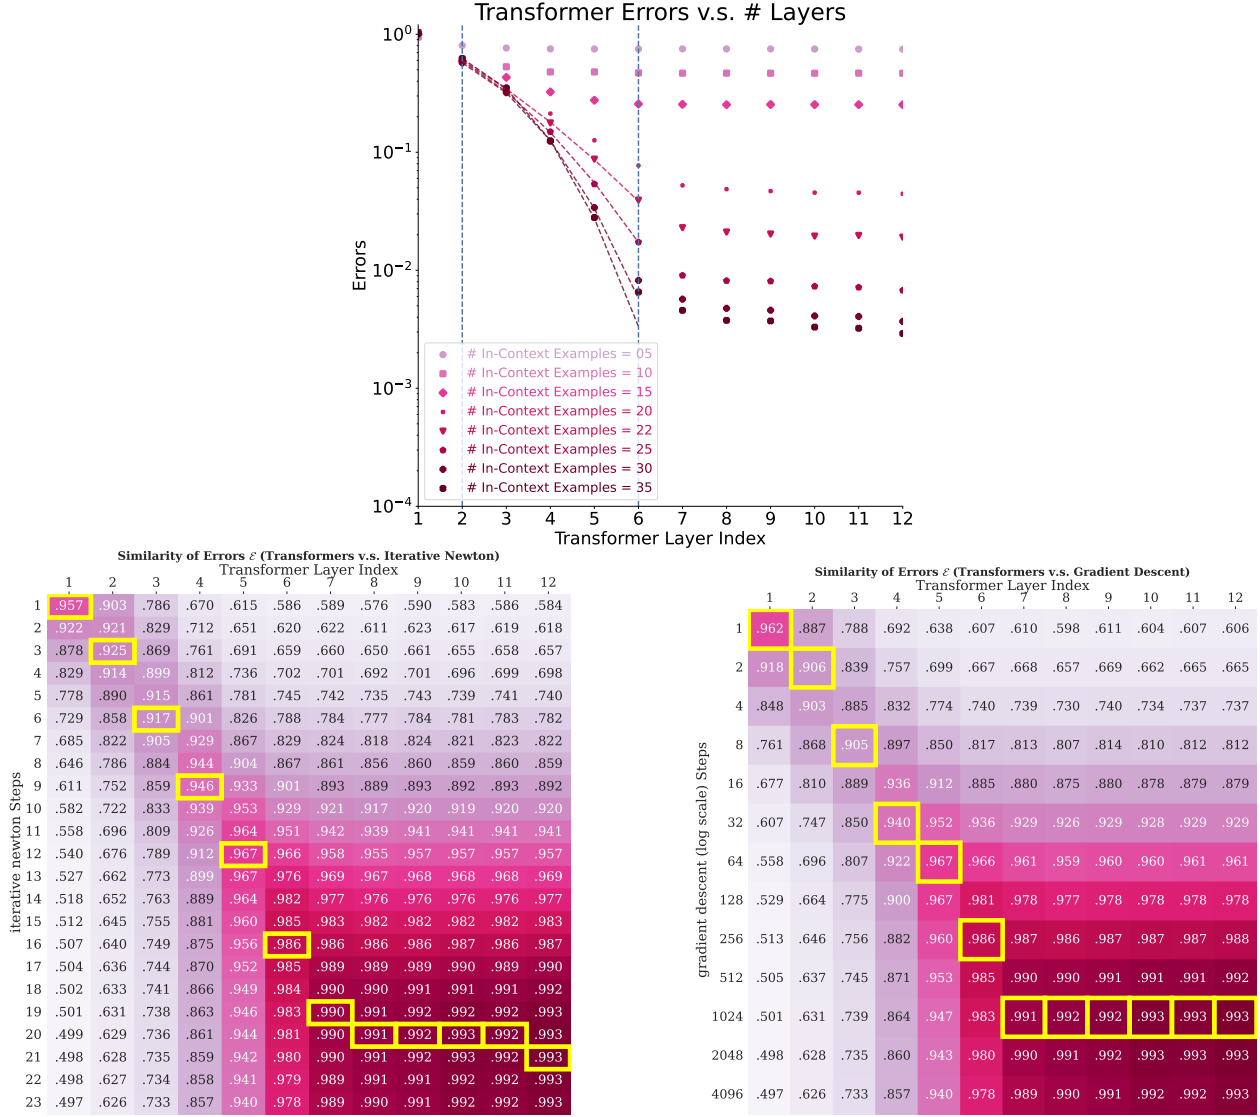 Transformer Errors v.s. # Layers
10⁰
10⁻¹
10⁻²
10⁻³
10⁻⁴
Errors
# In-Context Examples = 05
# In-Context Examples = 10
# In-Context Examples = 15
# In-Context Examples = 20
# In-Context Examples = 22
# In-Context Examples = 25
# In-Context Examples = 30
# In-Context Examples = 35
1 2 3 4 5 6 7 8 9 10 11 12
Transformer Layer Index
Similarity of Errors ℰ (Transformers v.s. Iterative Newton)
Transformer Layer Index
1 2 3 4 5 6 7 8 9 10 11 12
iterative newton Steps
1 .957 .903 .786 .670 .615 .586 .589 .576 .590 .583 .586 .584
2 .922 .921 .829 .712 .651 .620 .622 .611 .623 .617 .619 .618
3 .878 .925 .869 .761 .691 .659 .660 .650 .661 .655 .658 .657
4 .829 .914 .899 .812 .736 .702 .701 .692 .701 .696 .699 .698
5 .778 .890 .915 .861 .781 .745 .742 .735 .743 .739 .741 .740
6 .729 .858 .917 .901 .826 .788 .784 .777 .784 .781 .783 .782
7 .685 .822 .905 .929 .867 .829 .824 .818 .824 .821 .823 .822
8 .646 .786 .884 .944 .904 .867 .861 .856 .860 .859 .860 .859
9 .611 .752 .859 .946 .933 .901 .893 .889 .893 .892 .893 .892
10 .582 .722 .833 .939 .953 .929 .921 .917 .920 .919 .920 .920
11 .558 .696 .809 .926 .964 .951 .942 .939 .941 .941 .941 .941
12 .540 .676 .789 .912 .967 .966 .958 .955 .957 .957 .957 .957
13 .527 .662 .773 .899 .967 .976 .969 .967 .968 .968 .968 .969
14 .518 .652 .763 .889 .964 .982 .977 .976 .976 .976 .976 .977
15 .512 .645 .755 .881 .960 .985 .983 .982 .982 .982 .982 .983
16 .507 .640 .749 .875 .956 .986 .986 .986 .986 .987 .986 .987
17 .504 .636 .744 .870 .952 .985 .989 .989 .989 .990 .989 .990
18 .502 .633 .741 .866 .949 .984 .990 .990 .991 .991 .991 .992
19 .501 .631 .738 .863 .946 .983 .990 .991 .992 .992 .992 .993
20 .499 .629 .736 .861 .944 .981 .990 .991 .992 .993 .992 .993
21 .498 .628 .735 .859 .942 .980 .990 .991 .992 .993 .992 .993
22 .498 .627 .734 .858 .941 .979 .989 .991 .991 .992 .992 .993
23 .497 .626 .733 .857 .940 .978 .989 .990 .991 .992 .992 .993
Similarity of Errors ℰ (Transformers v.s. Gradient Descent)
Transformer Layer Index
1 2 3 4 5 6 7 8 9 10 11 12
gradient descent (log scale) Steps
1 .962 .887 .788 .692 .638 .607 .610 .598 .611 .604 .607 .606
2 .918 .906 .839 .757 .699 .667 .668 .657 .669 .662 .665 .665
4 .848 .903 .885 .832 .774 .740 .739 .730 .737 .737 .740 .740
8 .761 .868 .905 .897 .850 .817 .813 .807 .814 .810 .812 .812
16 .677 .810 .889 .936 .912 .885 .880 .875 .880 .878 .879 .879
32 .607 .747 .850 .940 .952 .936 .929 .926 .929 .928 .929 .929
64 .558 .696 .807 .922 .967 .966 .961 .959 .960 .960 .961 .961
128 .529 .664 .775 .900 .967 .981 .978 .977 .978 .978 .978 .978
256 .513 .646 .756 .882 .960 .986 .987 .986 .987 .987 .987 .988
512 .505 .637 .745 .871 .953 .985 .990 .990 .991 .991 .991 .992
1024 .501 .631 .739 .864 .947 .983 .991 .992 .992 .993 .993 .993
2048 .498 .628 .735 .860 .943 .980 .990 .991 .992 .993 .993 .993
4096 .497 .626 .733 .857 .940 .978 .989 .990 .991 .992 .992 .993